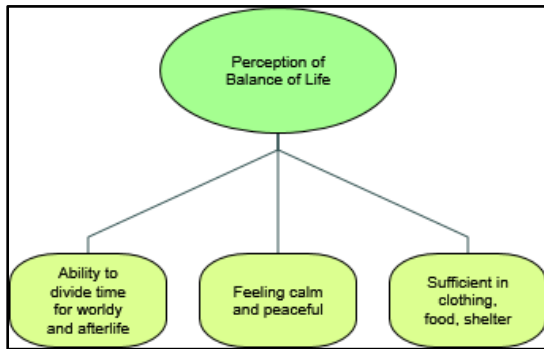 Perception of
Balance of Life
Ability to
divide time
for worldy
and afterlife
Feeling calm
and peaceful
Sufficient in
clothing,
food, shelter